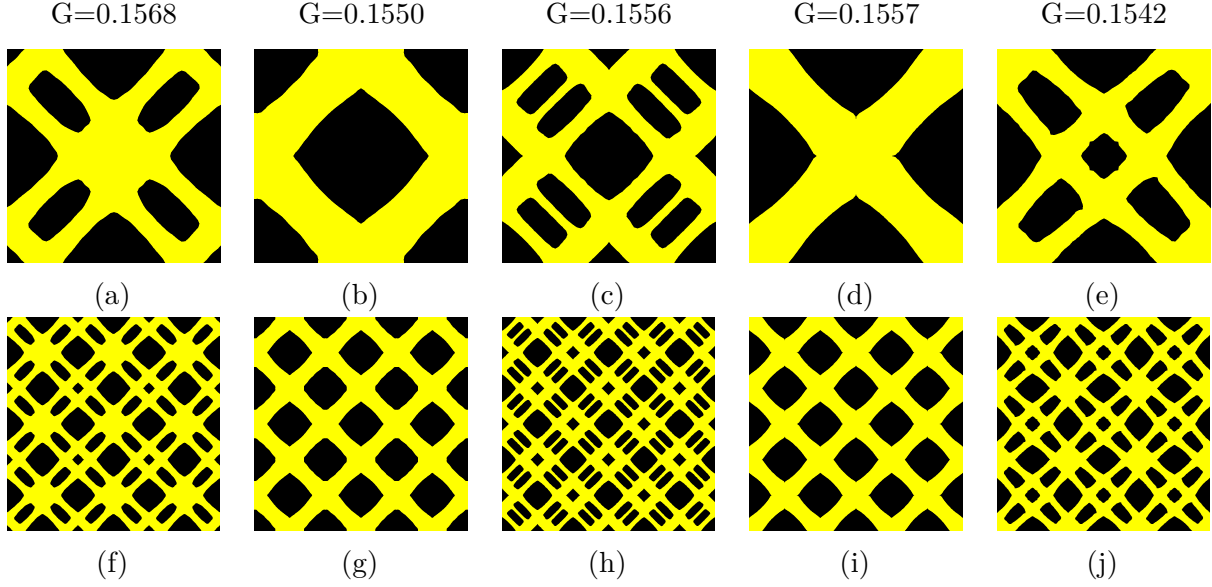 G=0.1568 G=0.1550 G=0.1556 G=0.1557 G=0.1542
(a) (b) (c) (d) (e)
(f) (g) (h) (i) (j)